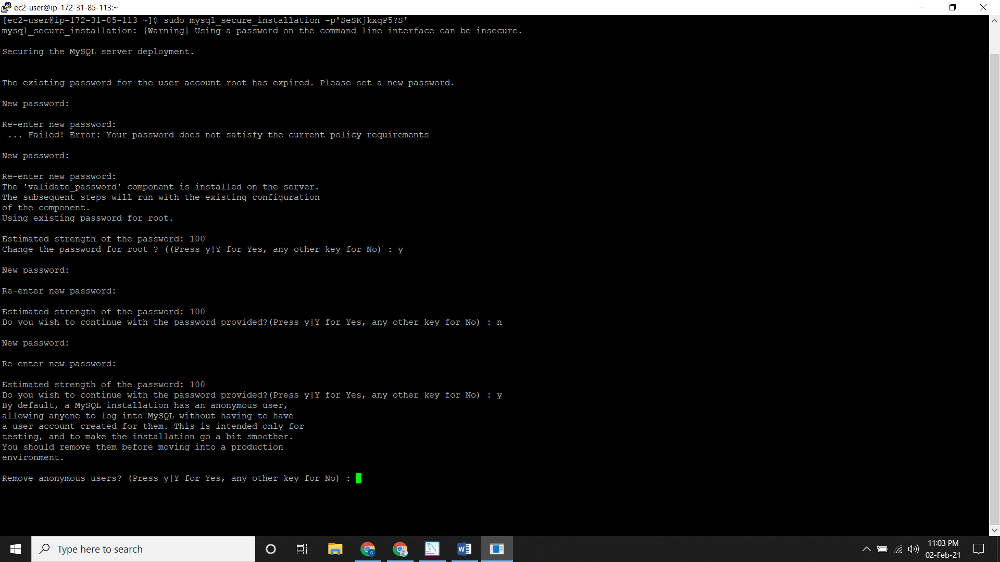 ec2-user@ip-172-31-85-113:~
[ec2-user@ip-172-31-85-113 ~]$ sudo mysql_secure_installation -p'SeSKjkxqP5?S'
mysql_secure_installation: [Warning] Using a password on the command line interface can be insecure.
Securing the MySQL server deployment.
The existing password for the user account root has expired. Please set a new password.
New password:
Re-enter new password:
... Failed! Error: Your password does not satisfy the current policy requirements
New password:
Re-enter new password:
The 'validate_password' component is installed on the server.
The subsequent steps will run with the existing configuration
of the component.
Using existing password for root.
Estimated strength of the password: 100
Change the password for root ? ((Press y|Y for Yes, any other key for No) : y
New password:
Re-enter new password:
Estimated strength of the password: 100
Do you wish to continue with the password provided?(Press y|Y for Yes, any other key for No) : n
New password:
Re-enter new password:
Estimated strength of the password: 100
Do you wish to continue with the password provided?(Press y|Y for Yes, any other key for No) : y
By default, a MySQL installation has an anonymous user,
allowing anyone to log into MySQL without having to have
a user account created for them. This is intended only for
testing, and to make the installation go a bit smoother.
You should remove them before moving into a production
environment.
Remove anonymous users? (Press y|Y for Yes, any other key for No) :
Type here to search
11:03 PM
02-Feb-21